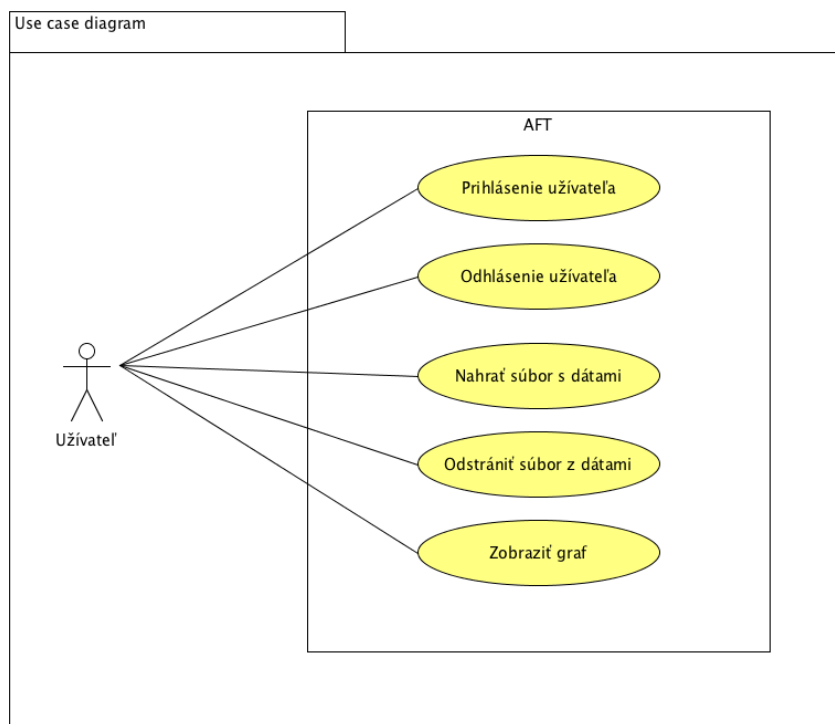 Use case diagram
AFT
Prihlásenie užívateľa
Odhlásenie užívateľa
Nahrať súbor s dátami
Odstrániť súbor z dátami
Zobraziť graf
Užívateľ